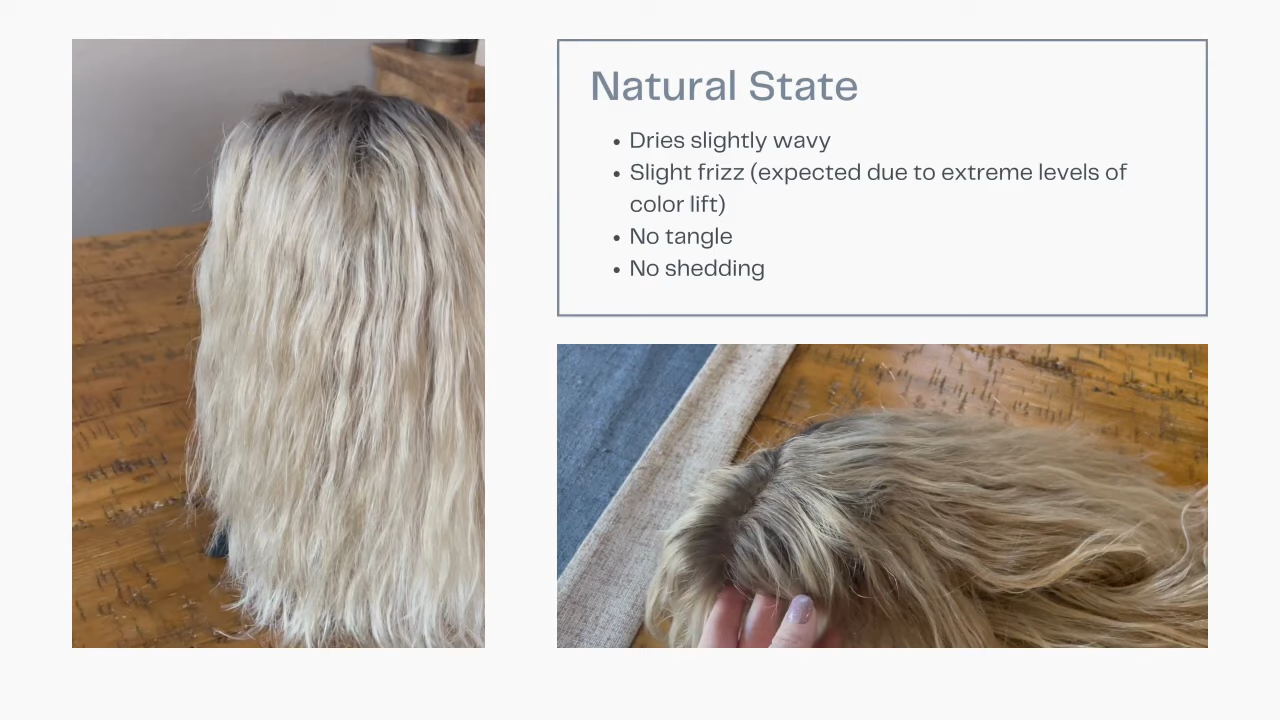 Natural State
• Dries slightly wavy
• Slight frizz (expected due to extreme levels of
color lift)
• No tangle
• No shedding